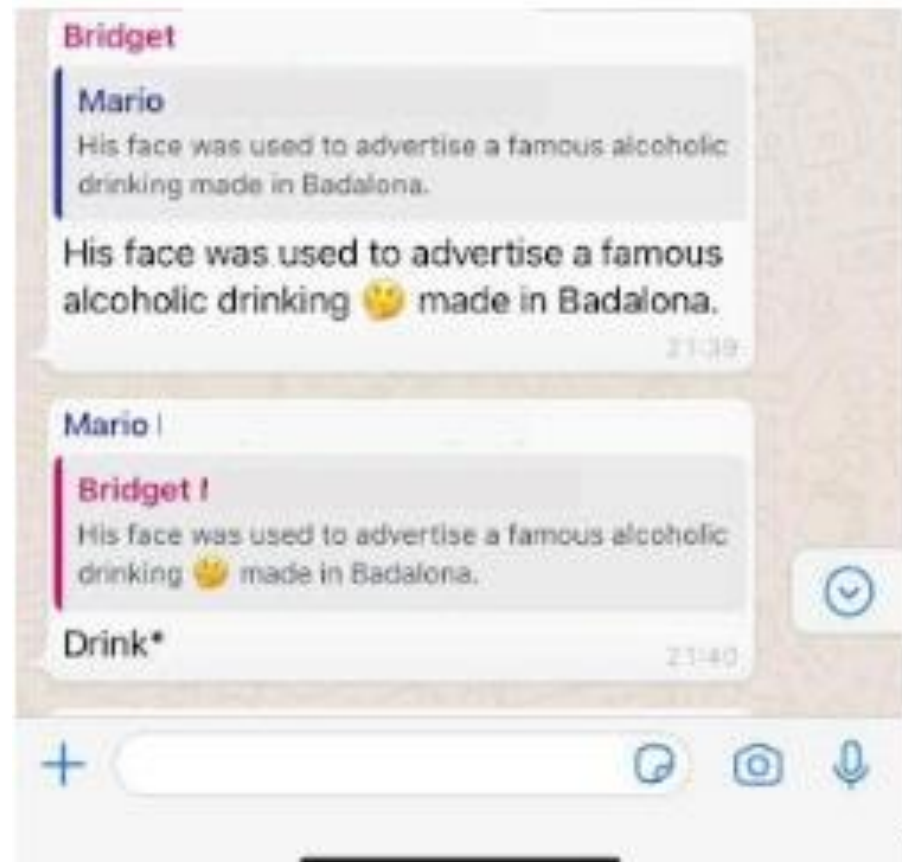 Bridget
Mario
His face was used to advertise a famous alcoholic
drinking made in Badalona.
His face was used to advertise a famous
alcoholic drinking 🤔 made in Badalona.
21:39
Mario
Bridget
His face was used to advertise a famous alcoholic
drinking 🤔 made in Badalona.
Drink*
21:40